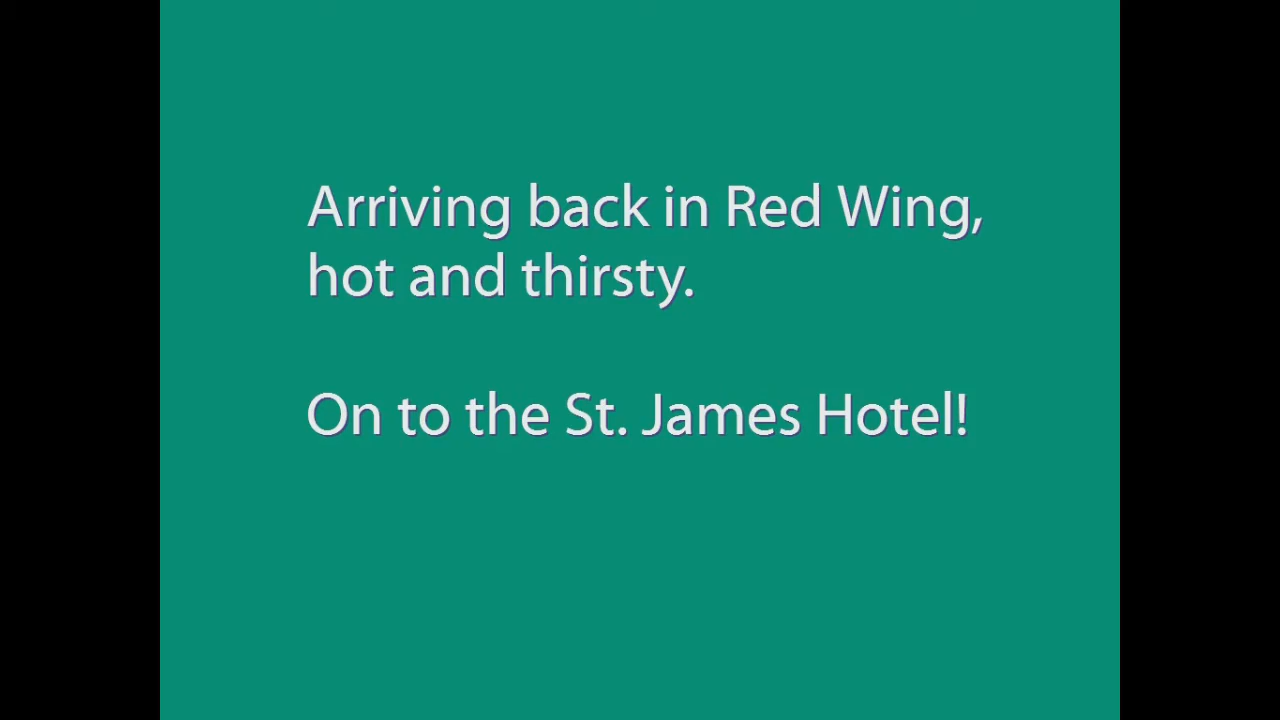 Arriving back in Red Wing,
hot and thirsty.
On to the St. James Hotel!